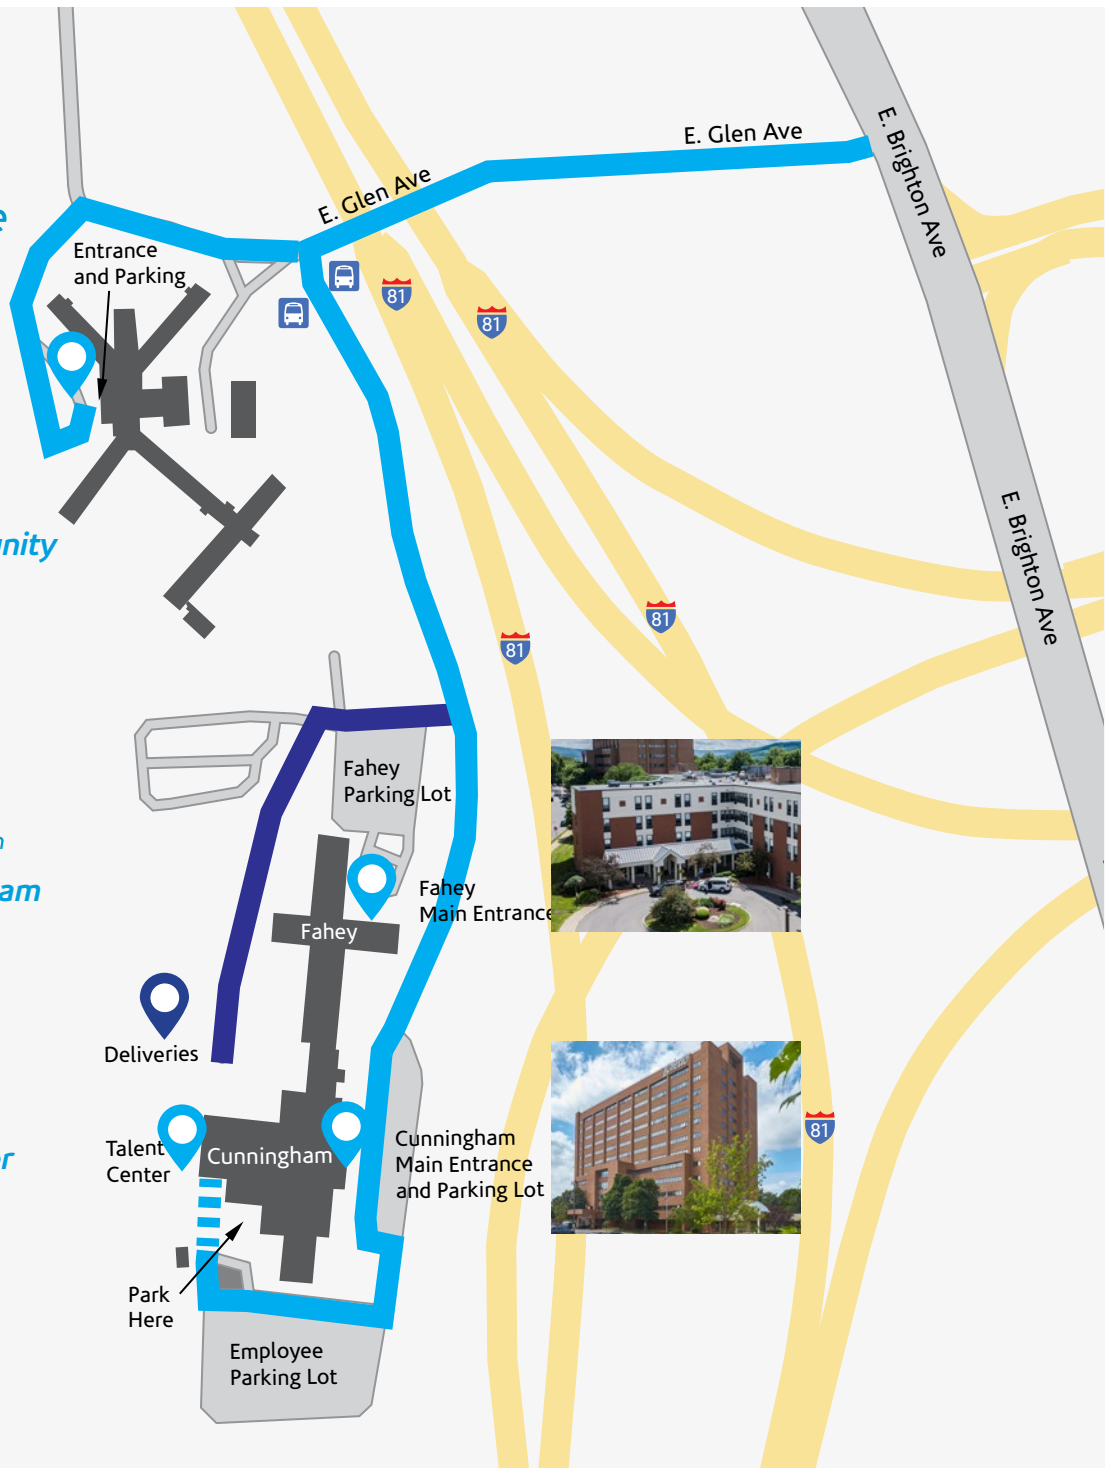 E. Glen Ave
E. Brighton Ave
E. Glen Ave
Entrance
and Parking
81
81
E. Brighton Ave
nity
81
81
Fahey
Parking Lot
am
Fahey
Main Entrance
Fahey
Deliveries
Talent
Center
Cunningham
Cunningham
Main Entrance
and Parking Lot
81
Park
Here
Employee
Parking Lot